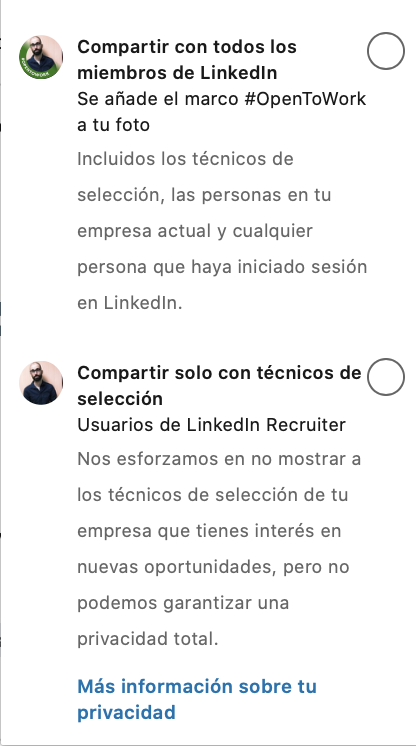 Compartir con todos los
miembros de LinkedIn
Se añade el marco #OpenToWork
a tu foto
Incluidos los técnicos de
selección, las personas en tu
empresa actual y cualquier
persona que haya iniciado sesión
en LinkedIn.
#OPENTOWORK
Compartir solo con técnicos de
selección
Usuarios de LinkedIn Recruiter
Nos esforzamos en no mostrar a
los técnicos de selección de tu
empresa que tienes interés en
nuevas oportunidades, pero no
podemos garantizar una
privacidad total.
Más información sobre tu
privacidad